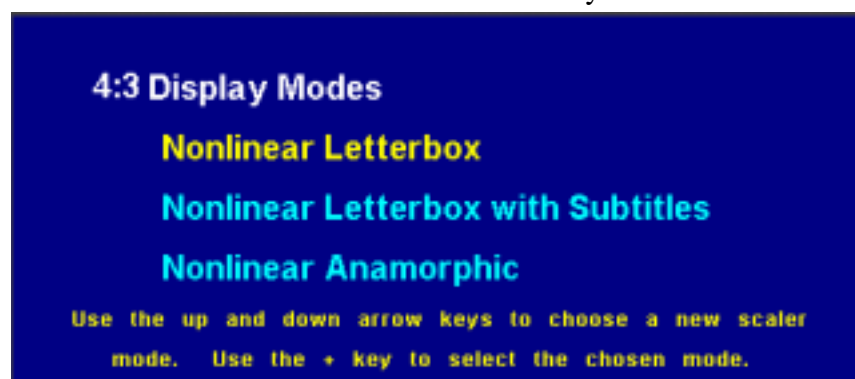 4:3 Display Modes
Nonlinear Letterbox
Nonlinear Letterbox with Subtitles
Nonlinear Anamorphic
Use the up and down arrow keys to choose a new scaler
mode. Use the + key to select the chosen mode.